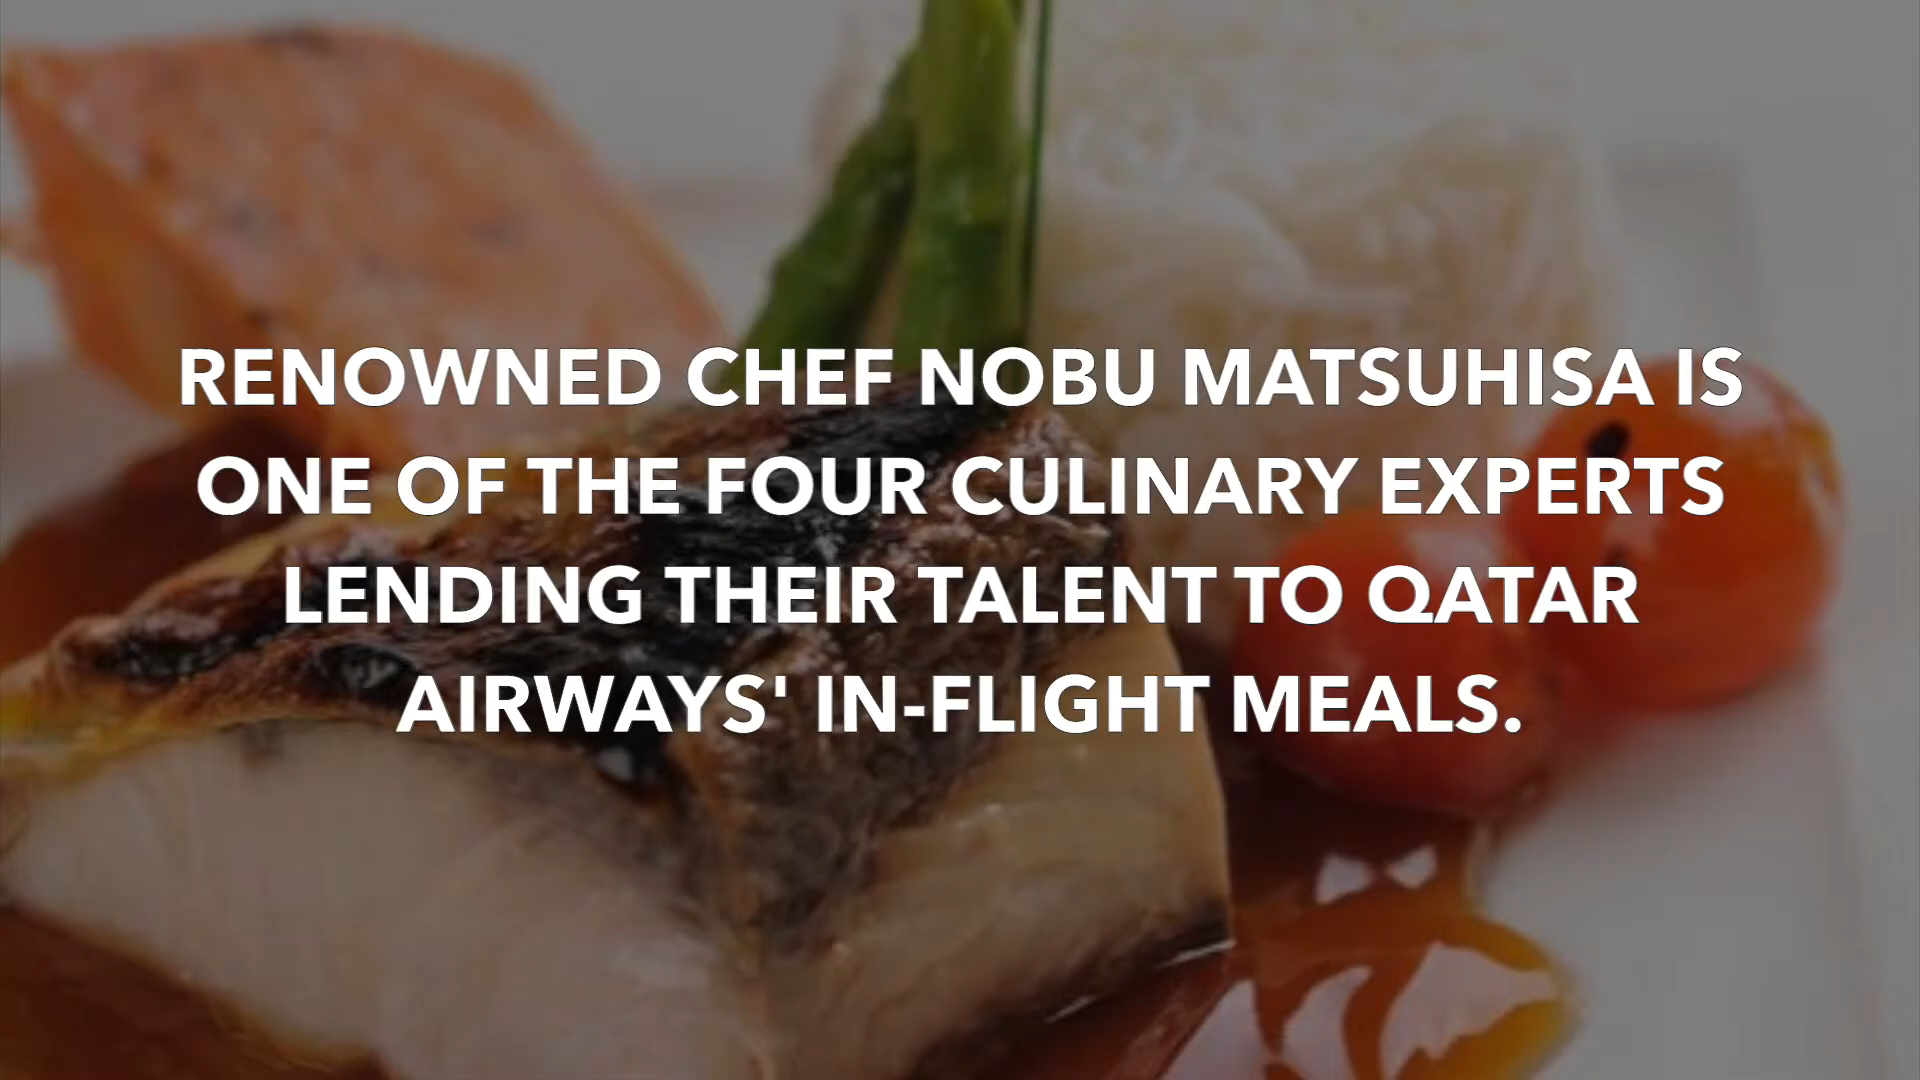 RENOWNED CHEF NOBU MATSUHISA IS
ONE OF THE FOUR CULINARY EXPERTS
LENDING THEIR TALENT TO QATAR
AIRWAYS' IN-FLIGHT MEALS.